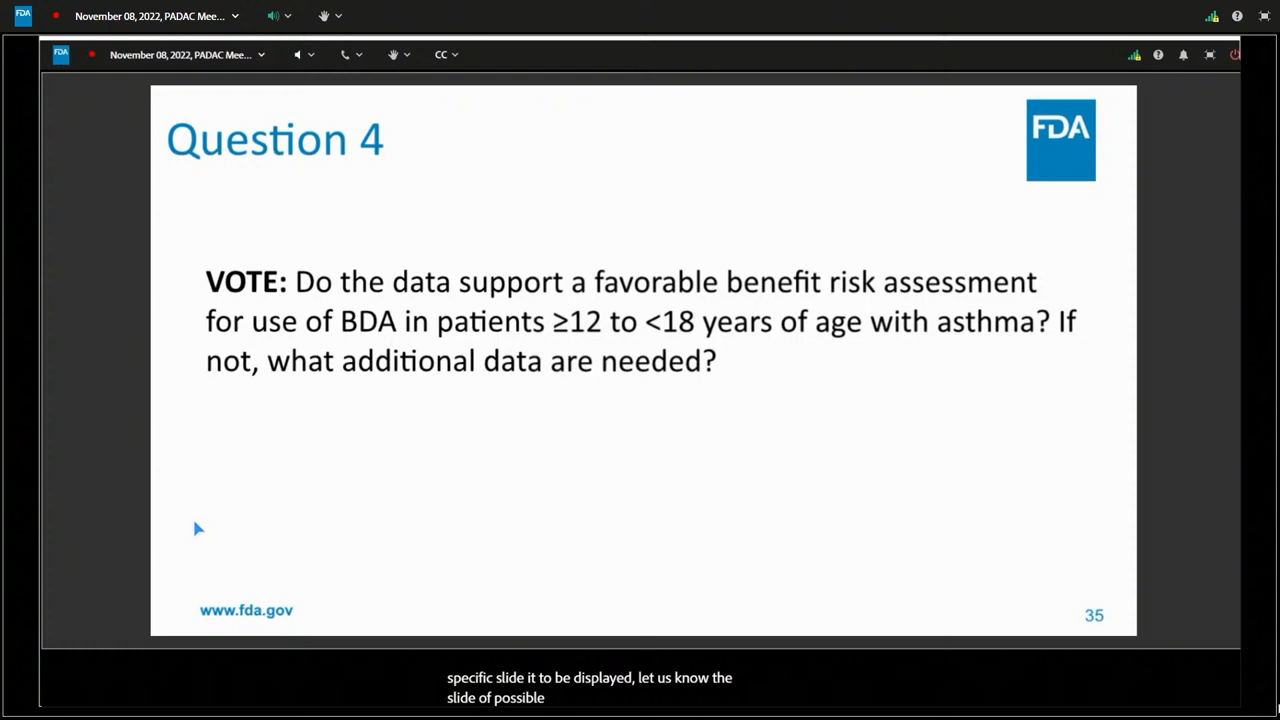 FDA
November 08, 2022, PADAC Mee...
FDA
November 08, 2022, PADAC Mee...
CC
Question 4
FDA
VOTE: Do the data support a favorable benefit risk assessment
for use of BDA in patients ≥12 to <18 years of age with asthma? If
not, what additional data are needed?
www.fda.gov
35
specific slide it to be displayed, let us know the
slide of possible